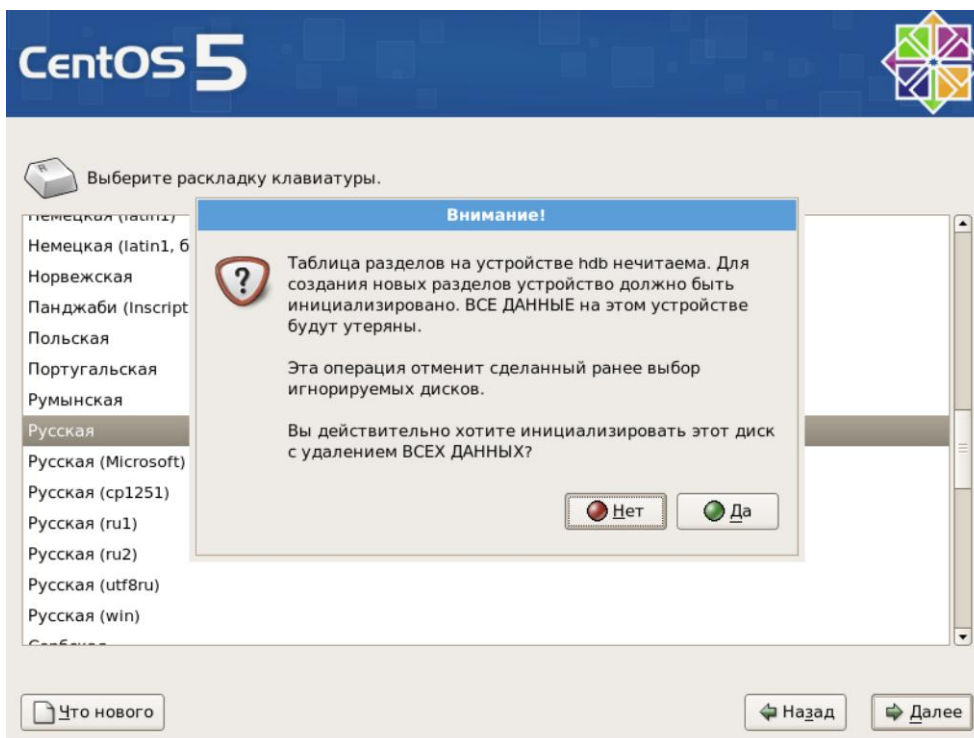 CentOS 5
Выберите раскладку клавиатуры.
Немецкая (latin1)
Немецкая (latin1, б
Норвежская
Панджаби (Inscript
Польская
Португальская
Румынская
Русская
Русская (Microsoft)
Русская (cp1251)
Русская (ru1)
Русская (ru2)
Русская (utf8ru)
Русская (win)
Сербская
Внимание!
Таблица разделов на устройстве hdb нечитаема. Для
создания новых разделов устройство должно быть
инициализировано. ВСЕ ДАННЫЕ на этом устройстве
будут утеряны.
Эта операция отменит сделанный ранее выбор
игнорируемых дисков.
Вы действительно хотите инициализировать этот диск
с удалением ВСЕХ ДАННЫХ?
Нет
Да
Что нового
Назад
Далее